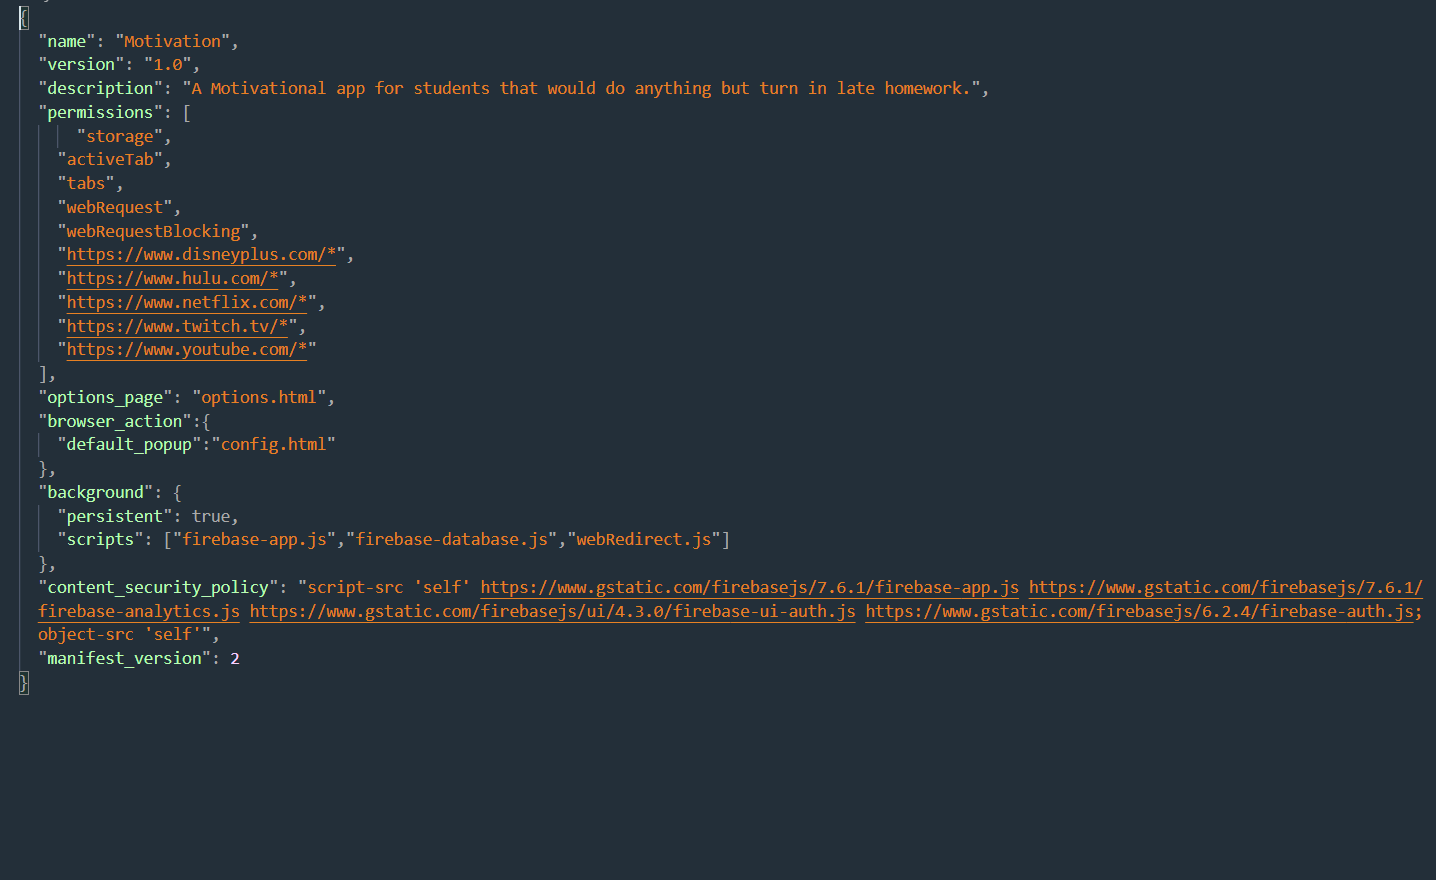 {
"name": "Motivation",
"version": "1.0",
"description": "A Motivational app for students that would do anything but turn in late homework.",
"permissions": [
"storage",
"activeTab",
"tabs",
"webRequest",
"webRequestBlocking",
"https://www.disneyplus.com/*",
"https://www.hulu.com/*",
"https://www.netflix.com/*",
"https://www.twitch.tv/*",
"https://www.youtube.com/*"
],
"options_page": "options.html",
"browser_action":{
"default_popup":"config.html"
},
"background": {
"persistent": true,
"scripts": ["firebase-app.js","firebase-database.js","webRedirect.js"]
},
"content_security_policy": "script-src 'self' https://www.gstatic.com/firebasejs/7.6.1/firebase-app.js https://www.gstatic.com/firebasejs/7.6.1/
firebase-analytics.js https://www.gstatic.com/firebasejs/ui/4.3.0/firebase-ui-auth.js https://www.gstatic.com/firebasejs/6.2.4/firebase-auth.js;
object-src 'self'",
"manifest_version": 2
}